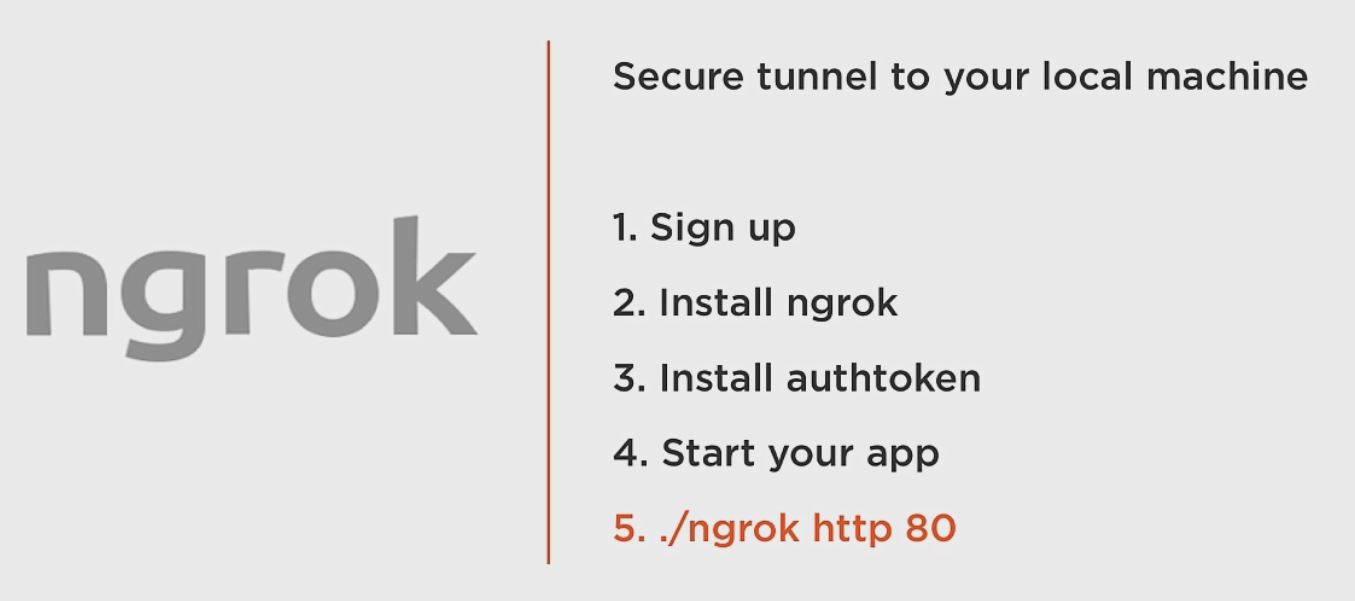 ngrok
Secure tunnel to your local machine
1. Sign up
2. Install ngrok
3. Install authtoken
4. Start your app
5. ./ngrok http 80